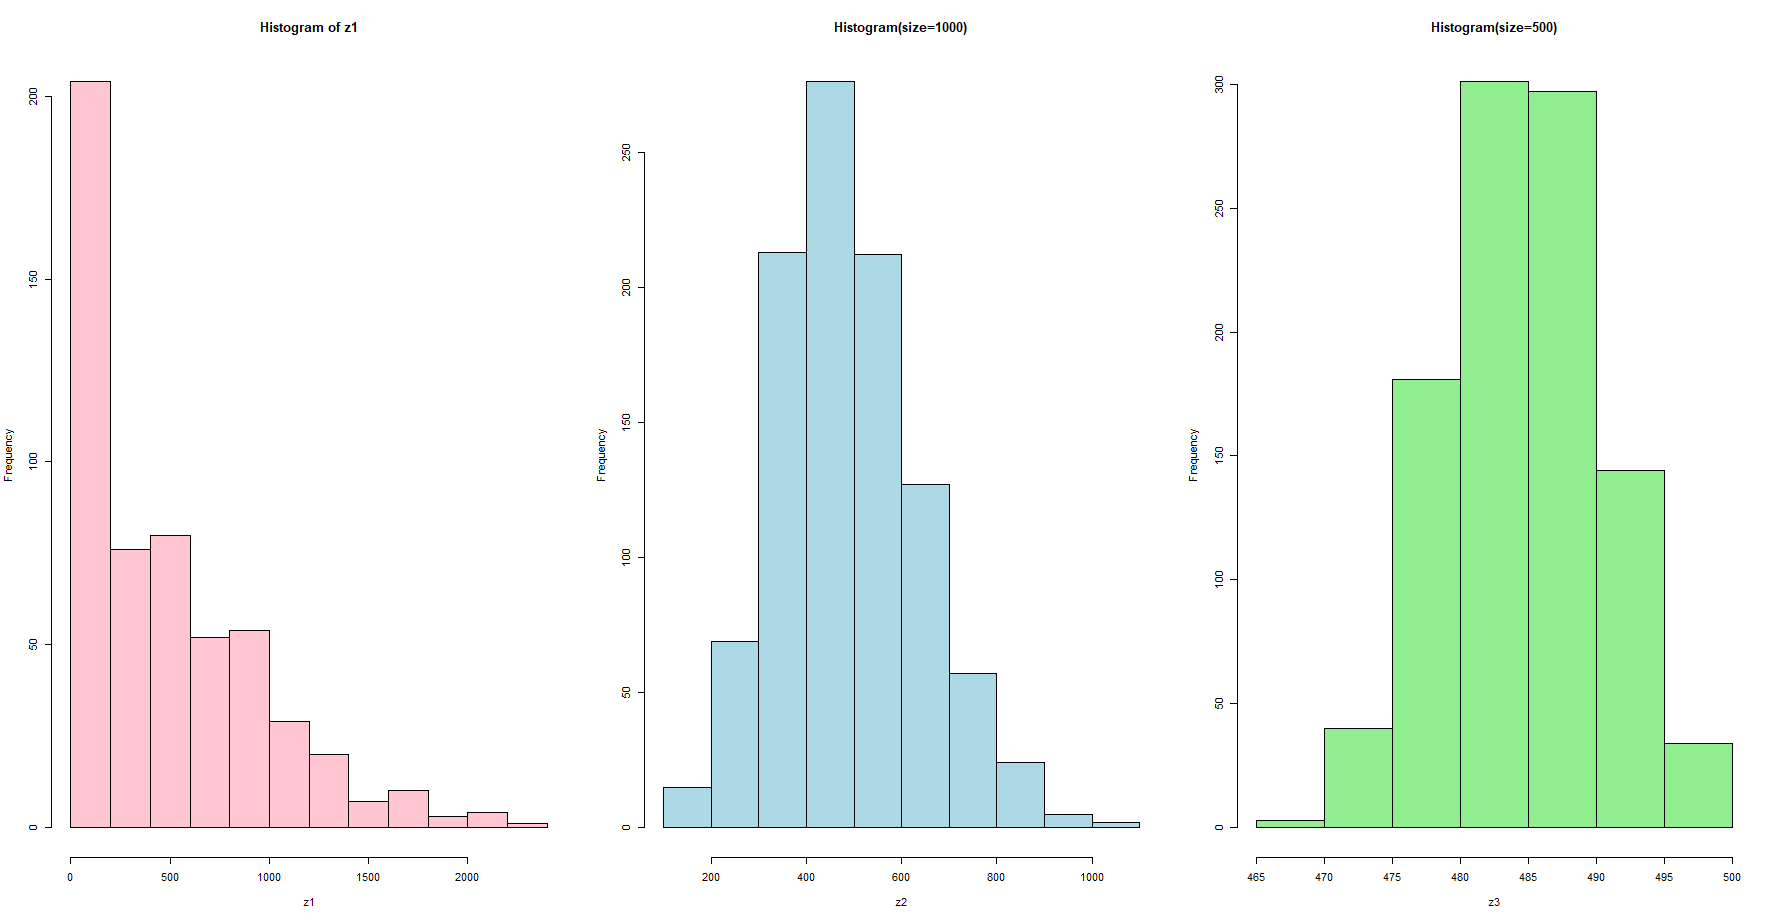 Histogram of z1
Frequency
200
150
100
50
0
0 500 1000 1500 2000
z1
Histogram(size=1000)
Frequency
250
200
150
100
50
0
200 400 600 800 1000
z2
Histogram(size=500)
Frequency
300
250
200
150
100
50
0
465 470 475 480 485 490 495 500
z3